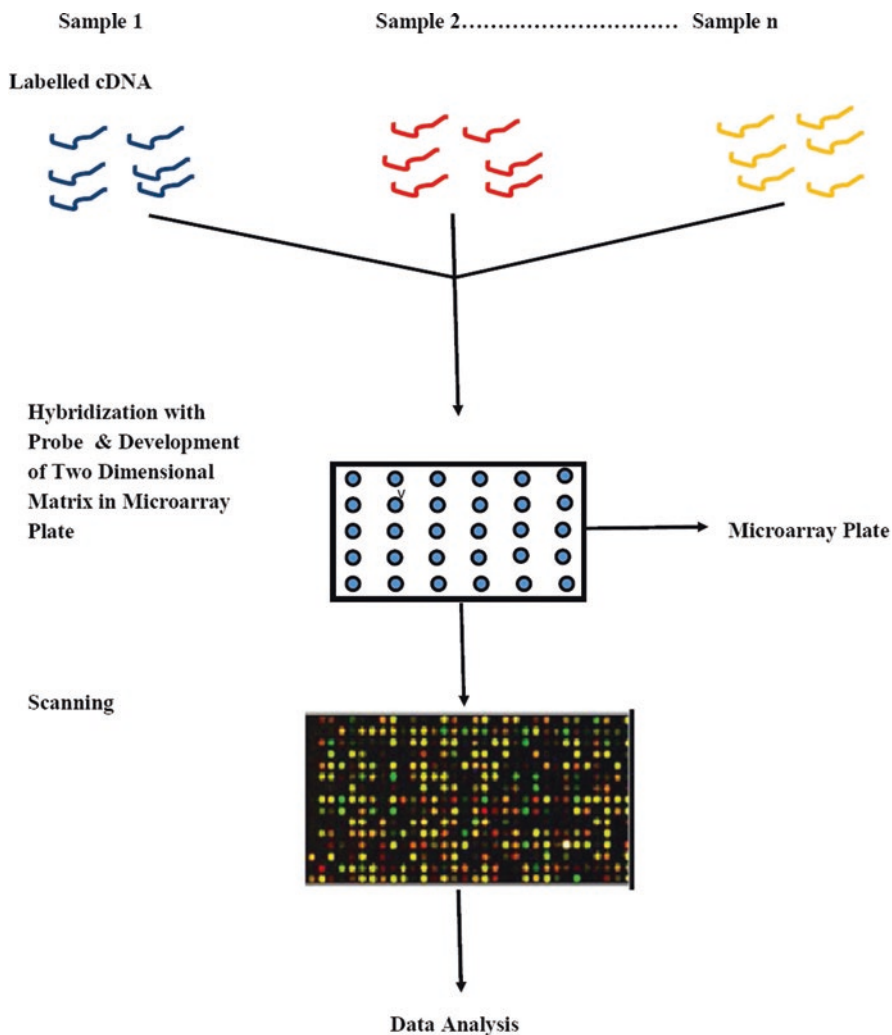 Sample 1
Sample 2.............................. Sample n
Labelled cDNA
Hybridization with
Probe & Development
of Two Dimensional
Matrix in Microarray
Plate
v
Microarray Plate
Scanning
Data Analysis